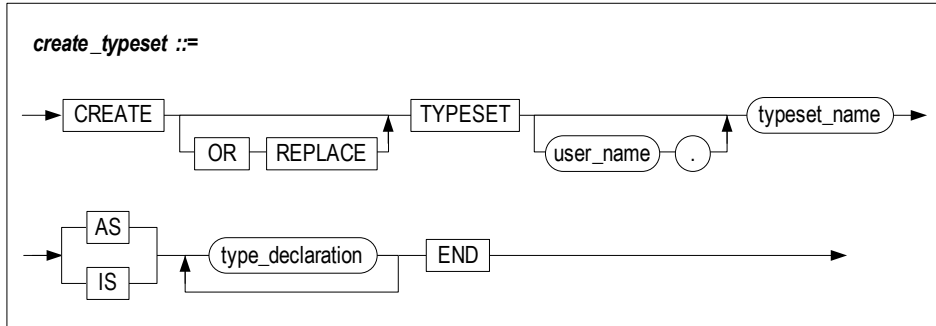 create_typeset ::=
CREATE TYPESET typeset_name
OR REPLACE user_name .
AS
type_declaration END
IS